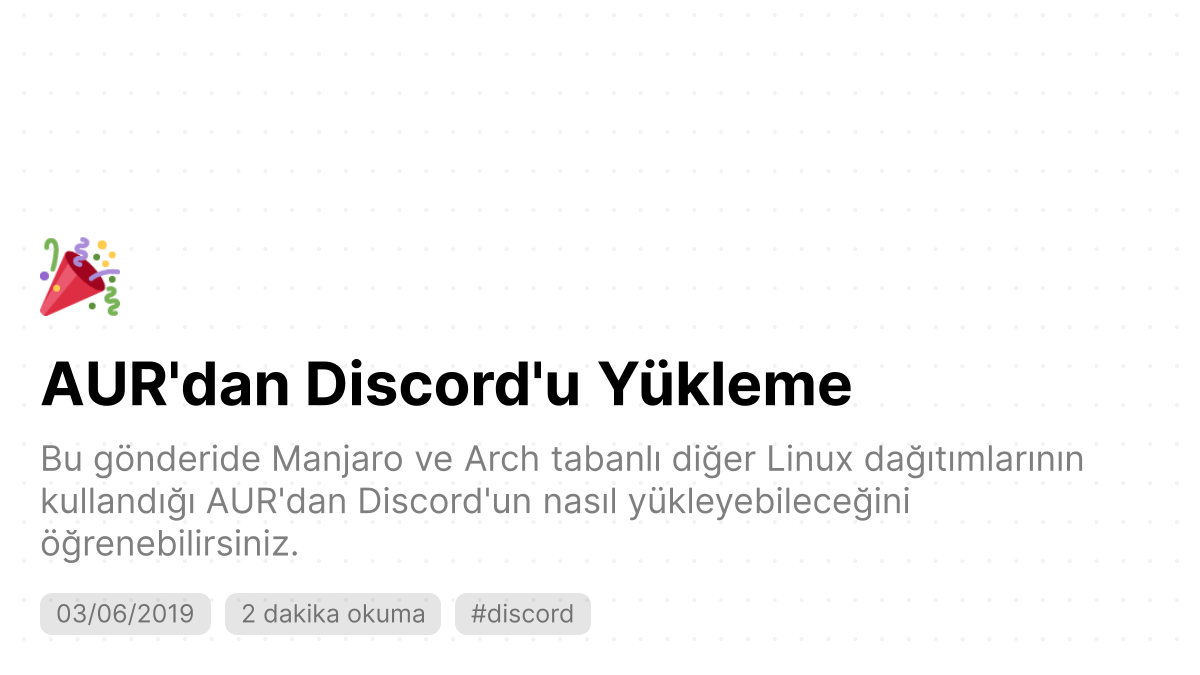 AUR'dan Discord'u Yükleme
Bu gönderide Manjaro ve Arch tabanlı diğer Linux dağıtımlarının
kullandığı AUR'dan Discord'un nasıl yükleyebileceğini
öğrenebilirsiniz.
03/06/2019
2 dakika okuma
#discord